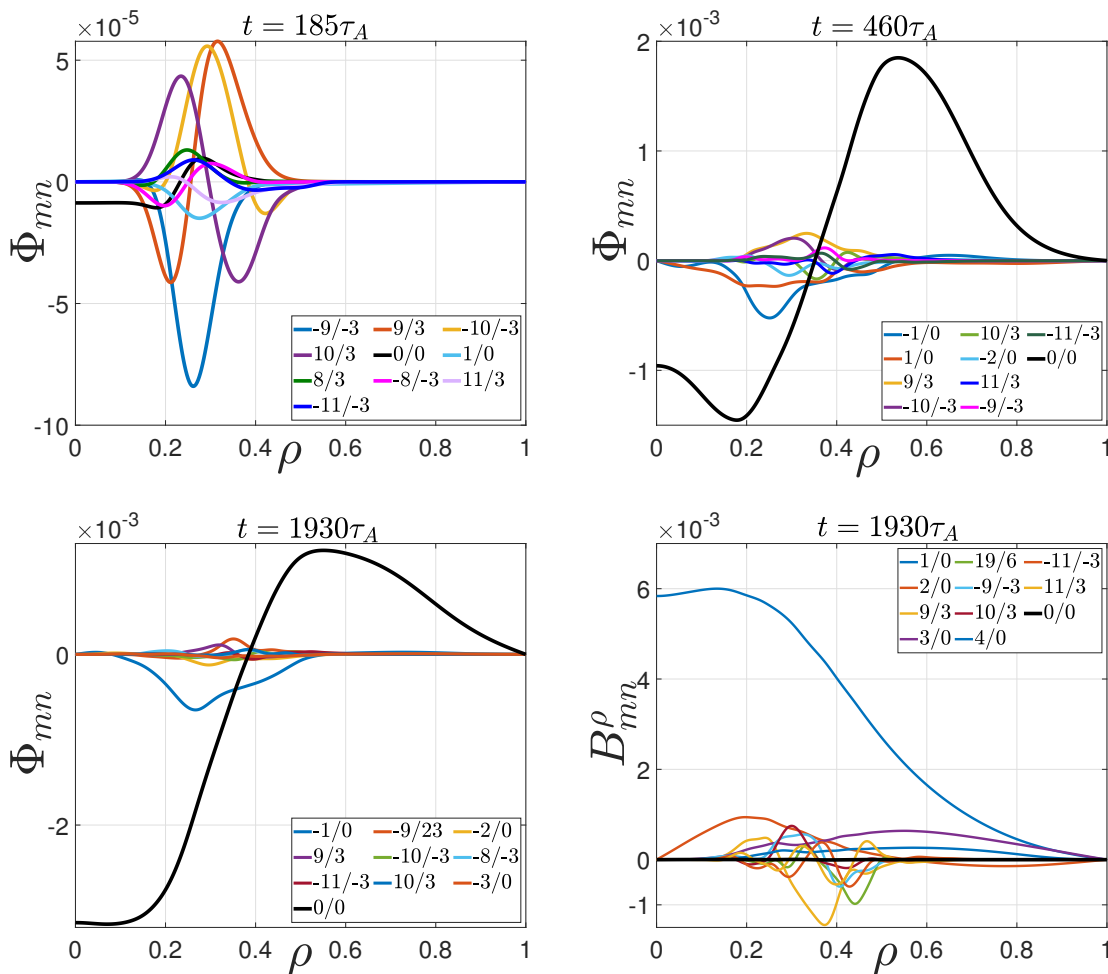 ×10⁻⁵ t = 185τ_A
5
0
-5
-10
Φ_mn
-9/-3 9/3 -10/-3
10/3 0/0 1/0
8/3 -8/-3 11/3
-11/-3
0 0.2 0.4 0.6 0.8 1
ρ
×10⁻³ t = 460τ_A
2
1
0
-1
Φ_mn
-1/0 10/3 -11/-3
1/0 -2/0 0/0
9/3 11/3
-10/-3 -9/-3
0 0.2 0.4 0.6 0.8 1
ρ
×10⁻³ t = 1930τ_A
0
-2
Φ_mn
-1/0 -9/23 -2/0
9/3 -10/-3 -8/-3
-11/-3 10/3 -3/0
0/0
0 0.2 0.4 0.6 0.8 1
ρ
×10⁻³ t = 1930τ_A
6
4
2
0
-1
B^ρ_mn
1/0 19/6 -11/-3
2/0 -9/-3 11/3
9/3 10/3 0/0
3/0 4/0
0 0.2 0.4 0.6 0.8 1
ρ